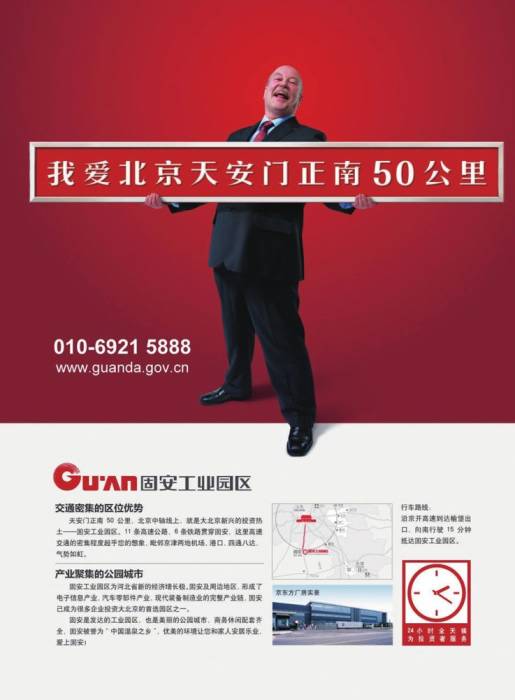 我爱北京天安门正南50公里
010-6921 5888
www.guanda.gov.cn
GU'AN 固安工业园区
交通密集的区位优势
天安门正南 50 公里，北京中轴线上，就是大北京新兴的投资热
土——固安工业园区。11 条高速公路、6 条铁路贯穿固安，这里高速
交通的密集程度超乎您的想象，毗邻京津两地机场、港口，四通八达、
气势如虹。
产业聚集的公园城市
固安工业园区为河北省新的经济增长极，固安及周边地区，形成了
电子信息产业、汽车零部件产业、现代装备制造业的完整产业链，固安
已成为很多企业投资大北京的首选园区之一。
固安是发达的工业园区，也是美丽的公园城市，商务休闲配套齐
全，固安被誉为“中国温泉之乡”，优美的环境让您和家人安居乐业，
爱上固安！
行车路线：
沿京开高速到达榆垡出
口，向南行驶 15 分钟
抵达固安工业园区。
京东方厂房实景
24小时全天候
为投资者服务